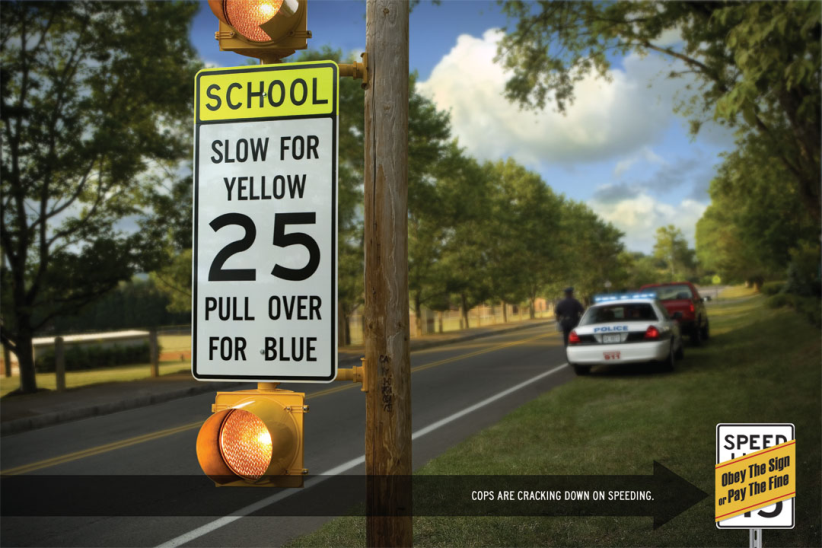 SCHOOL
SLOW FOR
YELLOW
25
PULL OVER
FOR BLUE
POLICE
COPS ARE CRACKING DOWN ON SPEEDING.
SPEED
Obey The Sign
or Pay The Fine